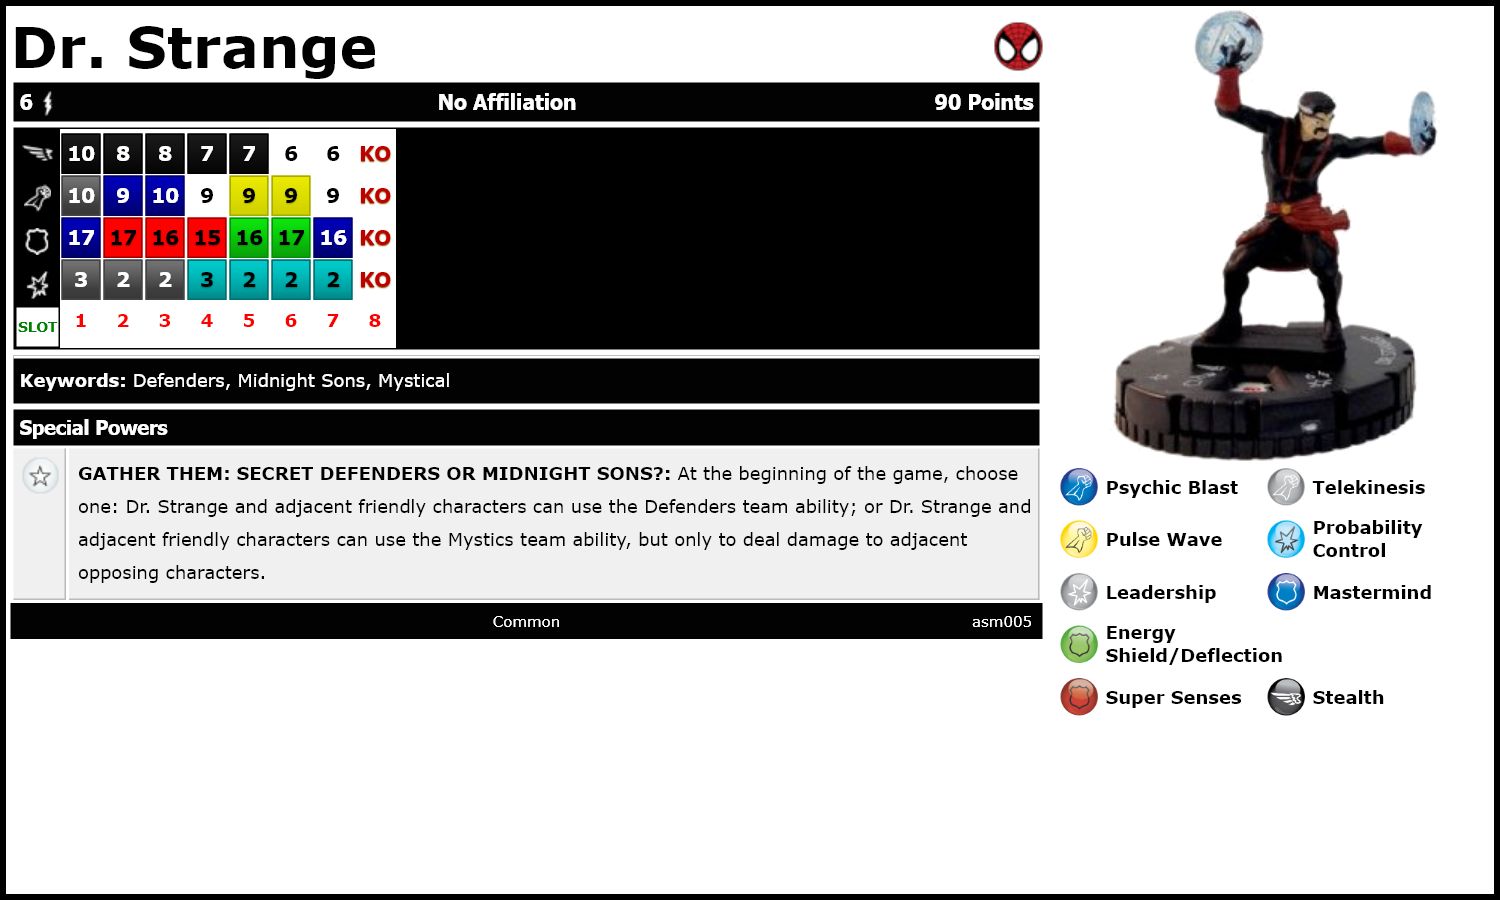 Dr. Strange
6 No Affiliation 90 Points
10 8 8 7 7 6 6 KO
10 9 10 9 9 9 9 KO
17 17 16 15 16 17 16 KO
3 2 2 3 2 2 2 KO
SLOT 1 2 3 4 5 6 7 8
Keywords: Defenders, Midnight Sons, Mystical
Special Powers
GATHER THEM: SECRET DEFENDERS OR MIDNIGHT SONS?: At the beginning of the game, choose
one: Dr. Strange and adjacent friendly characters can use the Defenders team ability; or Dr. Strange and
adjacent friendly characters can use the Mystics team ability, but only to deal damage to adjacent
opposing characters.
Common asm005
Psychic Blast Telekinesis
Pulse Wave Probability
Control
Leadership Mastermind
Energy
Shield/Deflection
Super Senses Stealth